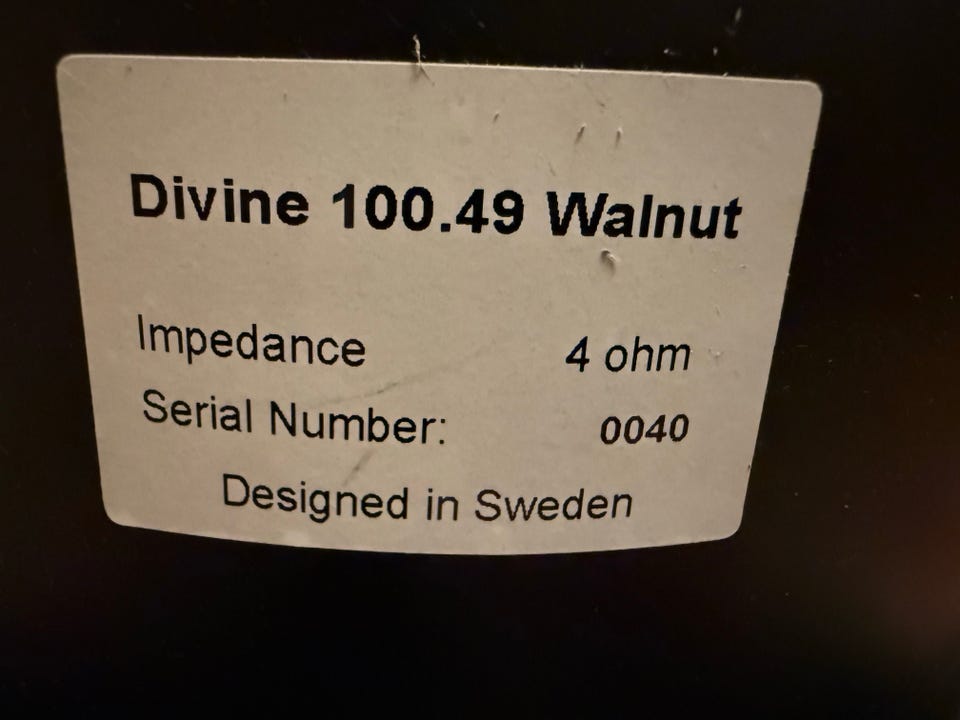 Divine 100.49 Walnut
Impedance 4 ohm
Serial Number: 0040
Designed in Sweden